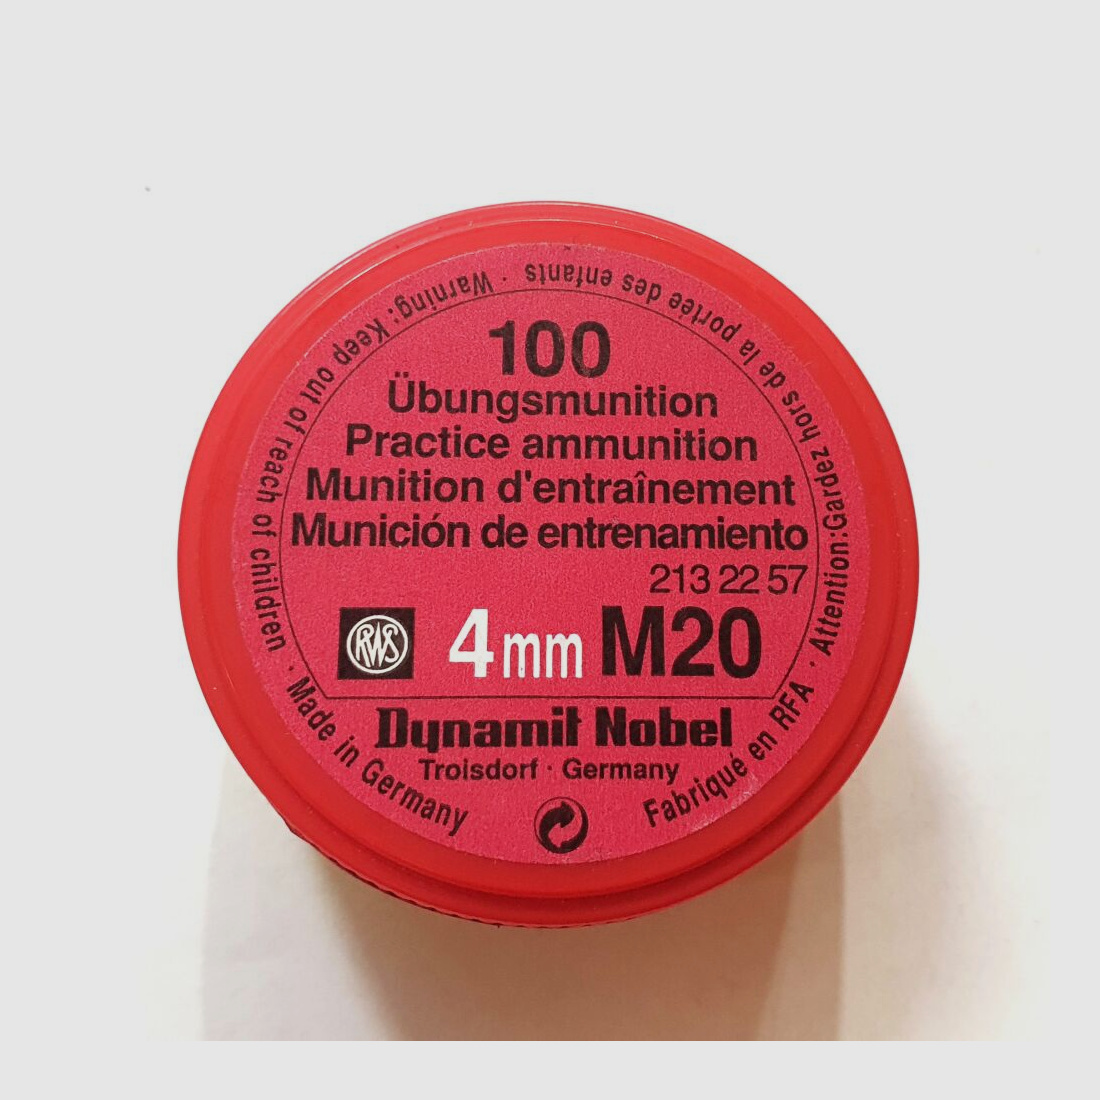 100
Übungsmunition
Practice ammunition
Munition d'entraînement
Munición de entrenamiento
213 22 57
RWS
4mm M20
Dynamit Nobel
Troisdorf · Germany
Warning: Keep out of reach of children · Made in Germany
Fabriqué en RFA · Attention:Gardez hors de la portee des enfants ·